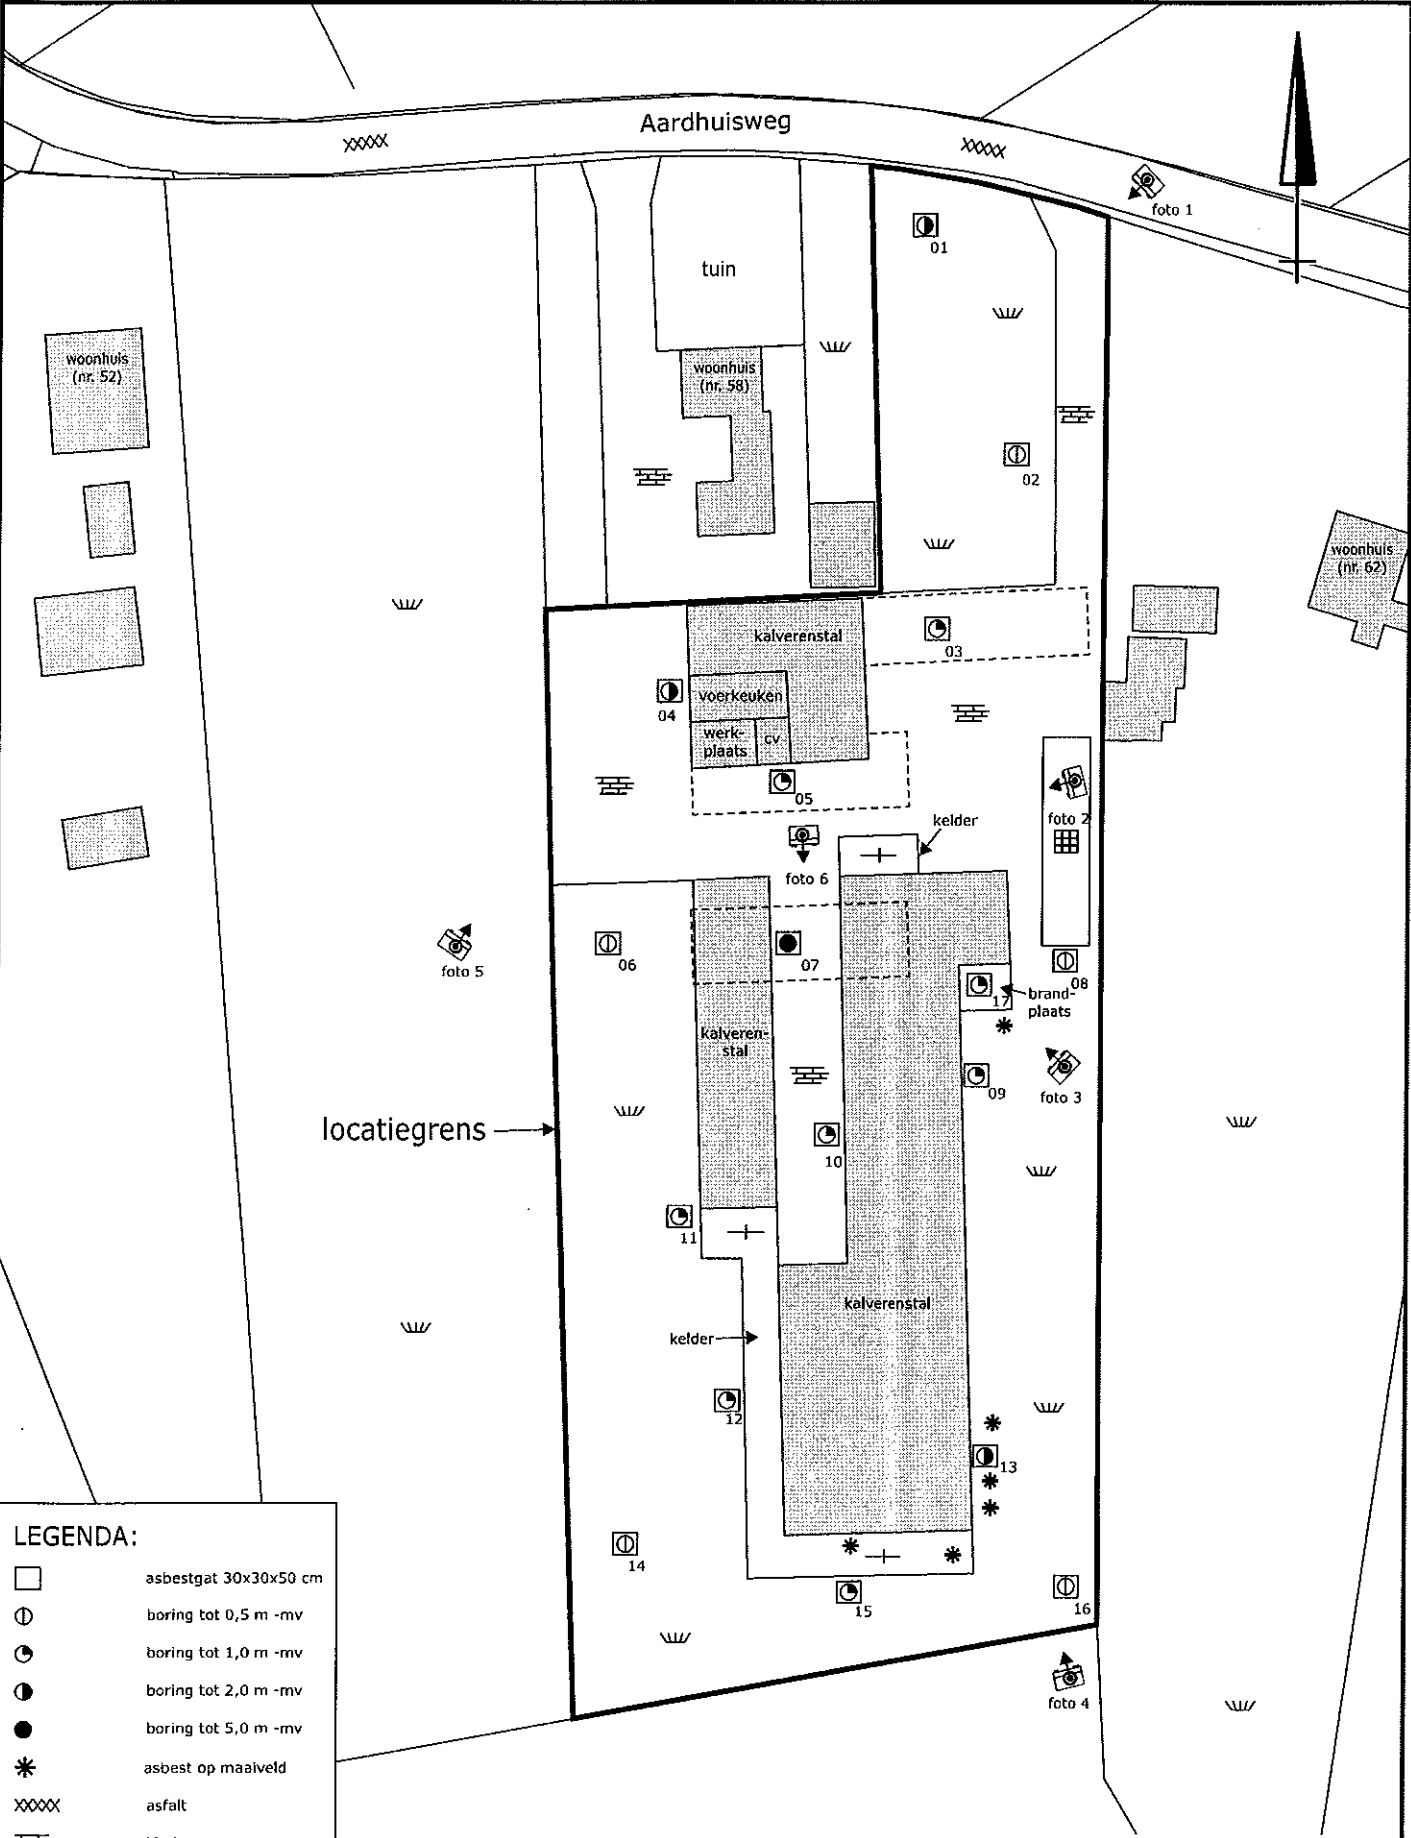 Aardhuisweg
XXXXX
XXXXX
foto 1
01
tuin
woonhuis
(nr. 52)
woonhuis
(nr. 58)
02
woonhuis
(nr. 62)
kalverenstal
03
voerkeuken
04
werk-
plaats
cv
05
foto 2
kelder
foto 6
06
07
foto 5
08
17
brand-
plaats
kalveren-
stal
09
foto 3
locatiegrens
10
11
kalverenstal
kelder
12
13
14
15
16
foto 4
LEGENDA:
asbestgat 30x30x50 cm
boring tot 0,5 m -mv
boring tot 1,0 m -mv
boring tot 2,0 m -mv
boring tot 5,0 m -mv
asbest op maaiveld
XXXXX asfalt